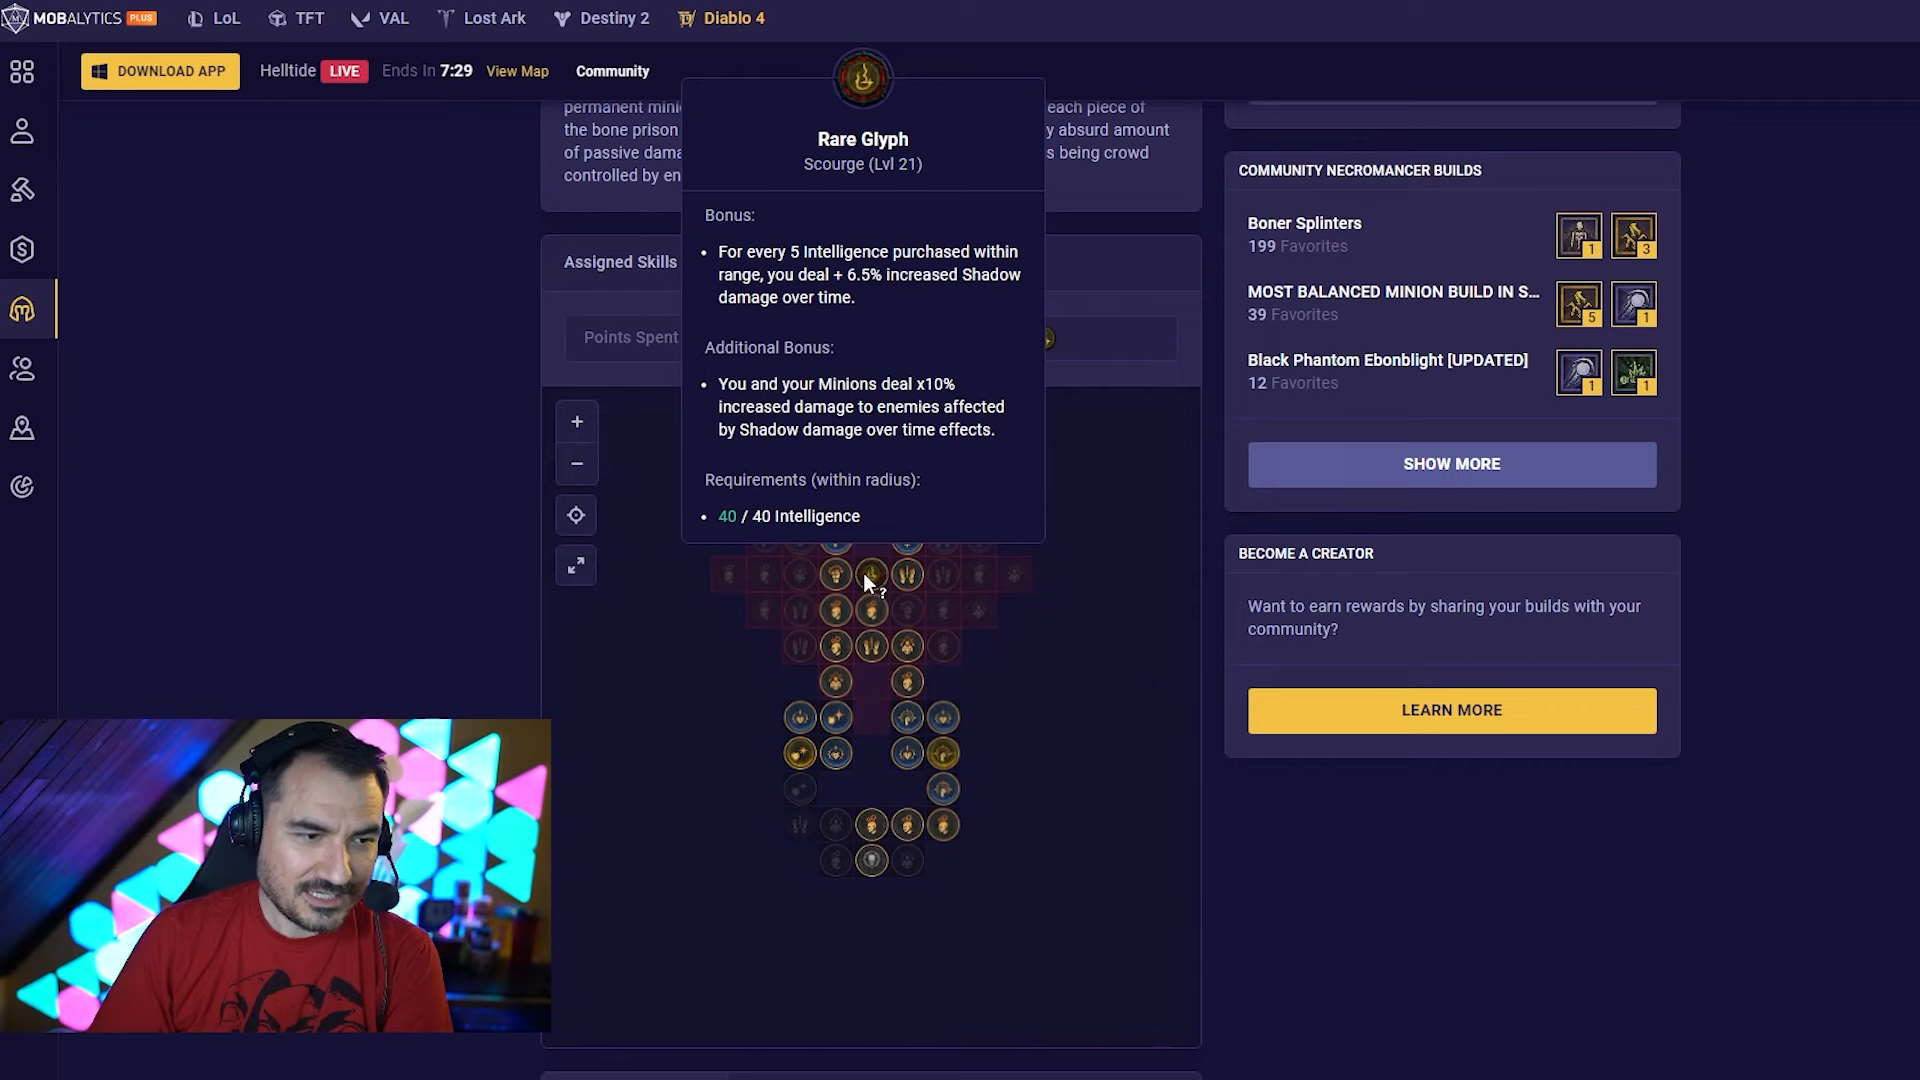 MOBALYTICS PLUS
LoL
TFT
VAL
Lost Ark
Destiny 2
Diablo 4
DOWNLOAD APP
Helltide LIVE Ends In 7:29 View Map
Community
permanent mini
each piece of
the bone prison
y absurd amount
of passive dama
s being crowd
controlled by en
Rare Glyph
Scourge (Lvl 21)
Bonus:
• For every 5 Intelligence purchased within
range, you deal + 6.5% increased Shadow
damage over time.
Additional Bonus:
• You and your Minions deal x10%
increased damage to enemies affected
by Shadow damage over time effects.
Requirements (within radius):
• 40 / 40 Intelligence
Assigned Skills
Points Spent
+
−
?
COMMUNITY NECROMANCER BUILDS
Boner Splinters
199 Favorites
1
3
MOST BALANCED MINION BUILD IN S...
39 Favorites
5
1
Black Phantom Ebonblight [UPDATED]
12 Favorites
1
1
SHOW MORE
BECOME A CREATOR
Want to earn rewards by sharing your builds with your
community?
LEARN MORE